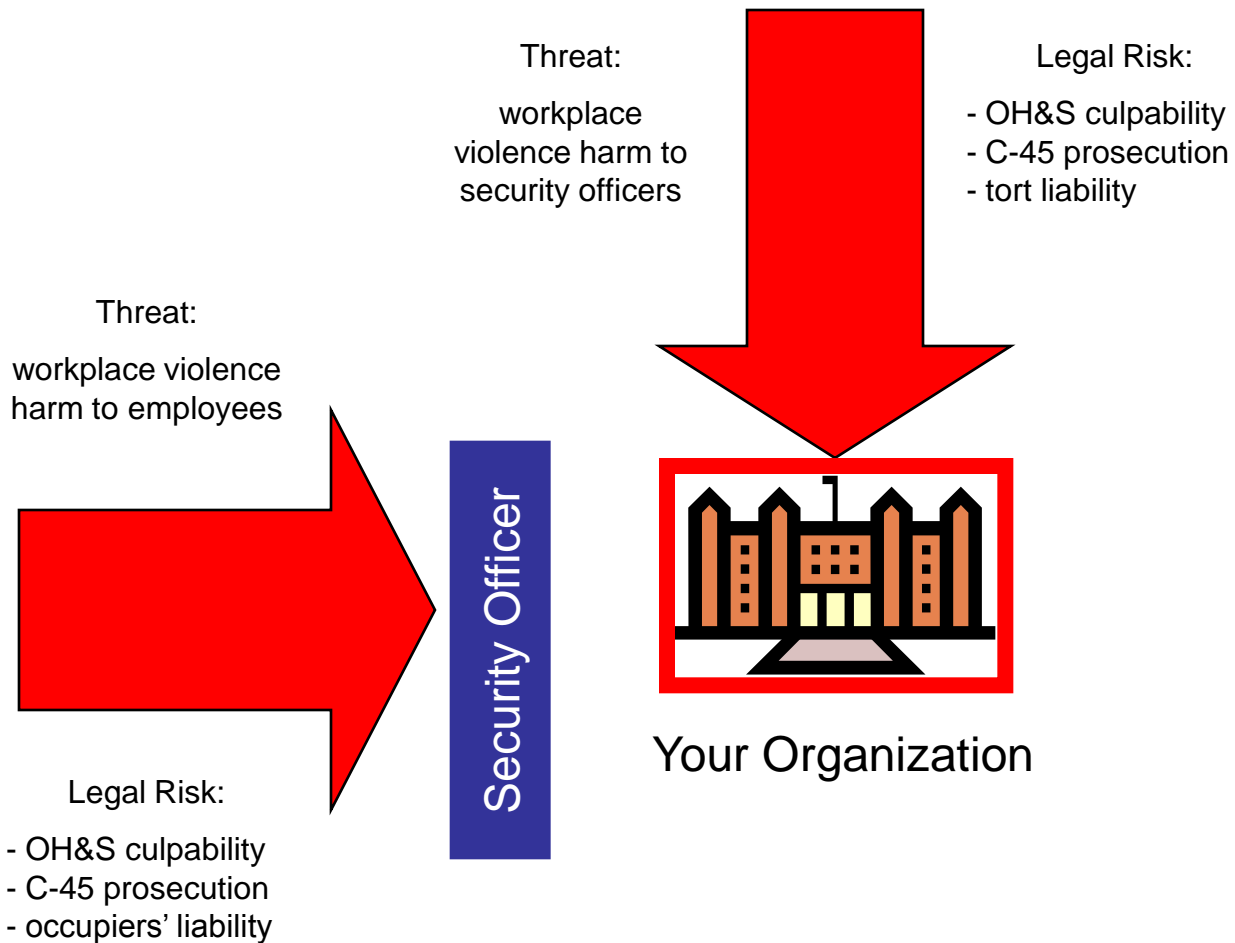 Threat:
workplace
violence harm to
security officers
Legal Risk:
- OH&S culpability
- C-45 prosecution
- tort liability
Threat:
workplace violence
harm to employees
Security Officer
Your Organization
Legal Risk:
- OH&S culpability
- C-45 prosecution
- occupiers’ liability